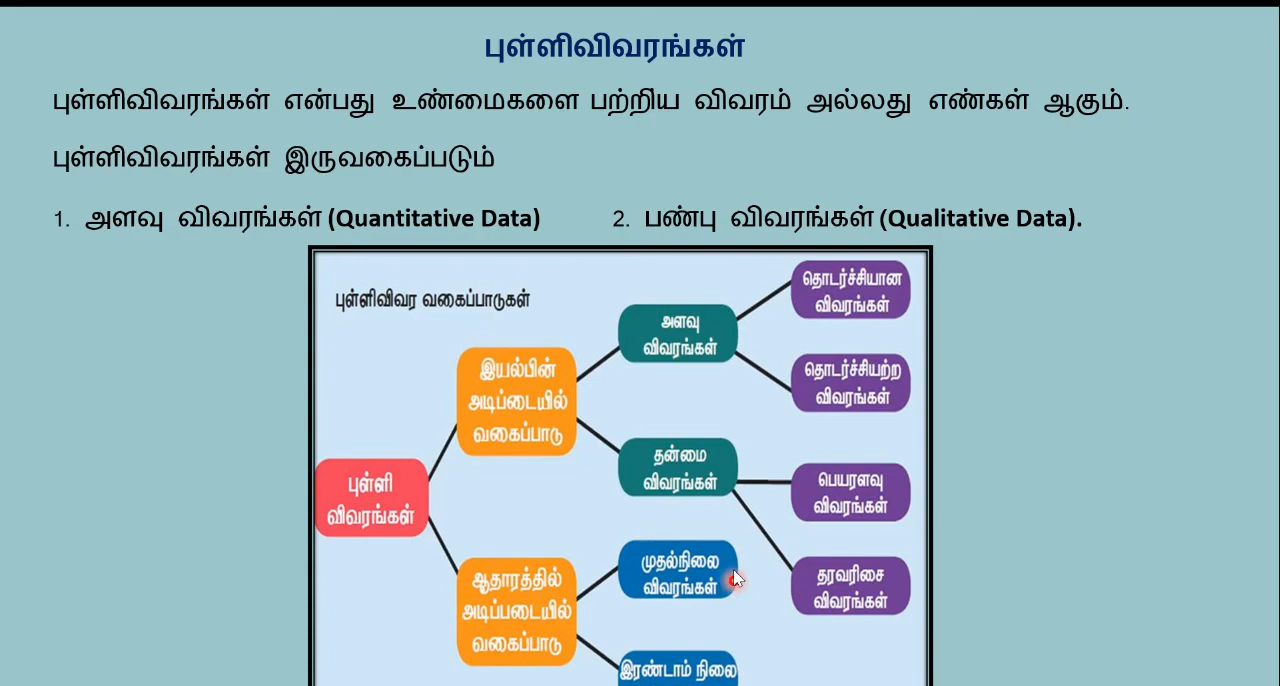 புள்ளிவிவரங்கள்
புள்ளிவிவரங்கள் என்பது உண்மைகளை பற்றிய விவரம் அல்லது எண்கள் ஆகும்.
புள்ளிவிவரங்கள் இருவகைப்படும்
1. அளவு விவரங்கள் (Quantitative Data) 2. பண்பு விவரங்கள் (Qualitative Data).
புள்ளிவிவர வகைப்பாடுகள்
புள்ளி
விவரங்கள்
இயல்பின்
அடிப்டையில்
வகைப்பாடு
அளவு
விவரங்கள்
தொடர்ச்சியான
விவரங்கள்
தொடர்ச்சியற்ற
விவரங்கள்
தன்மை
விவரங்கள்
பெயரளவு
விவரங்கள்
தரவரிசை
விவரங்கள்
ஆதாரத்தில்
அடிப்படையில்
வகைப்பாடு
முதல்நிலை
விவரங்கள்
இரண்டாம் நிலை